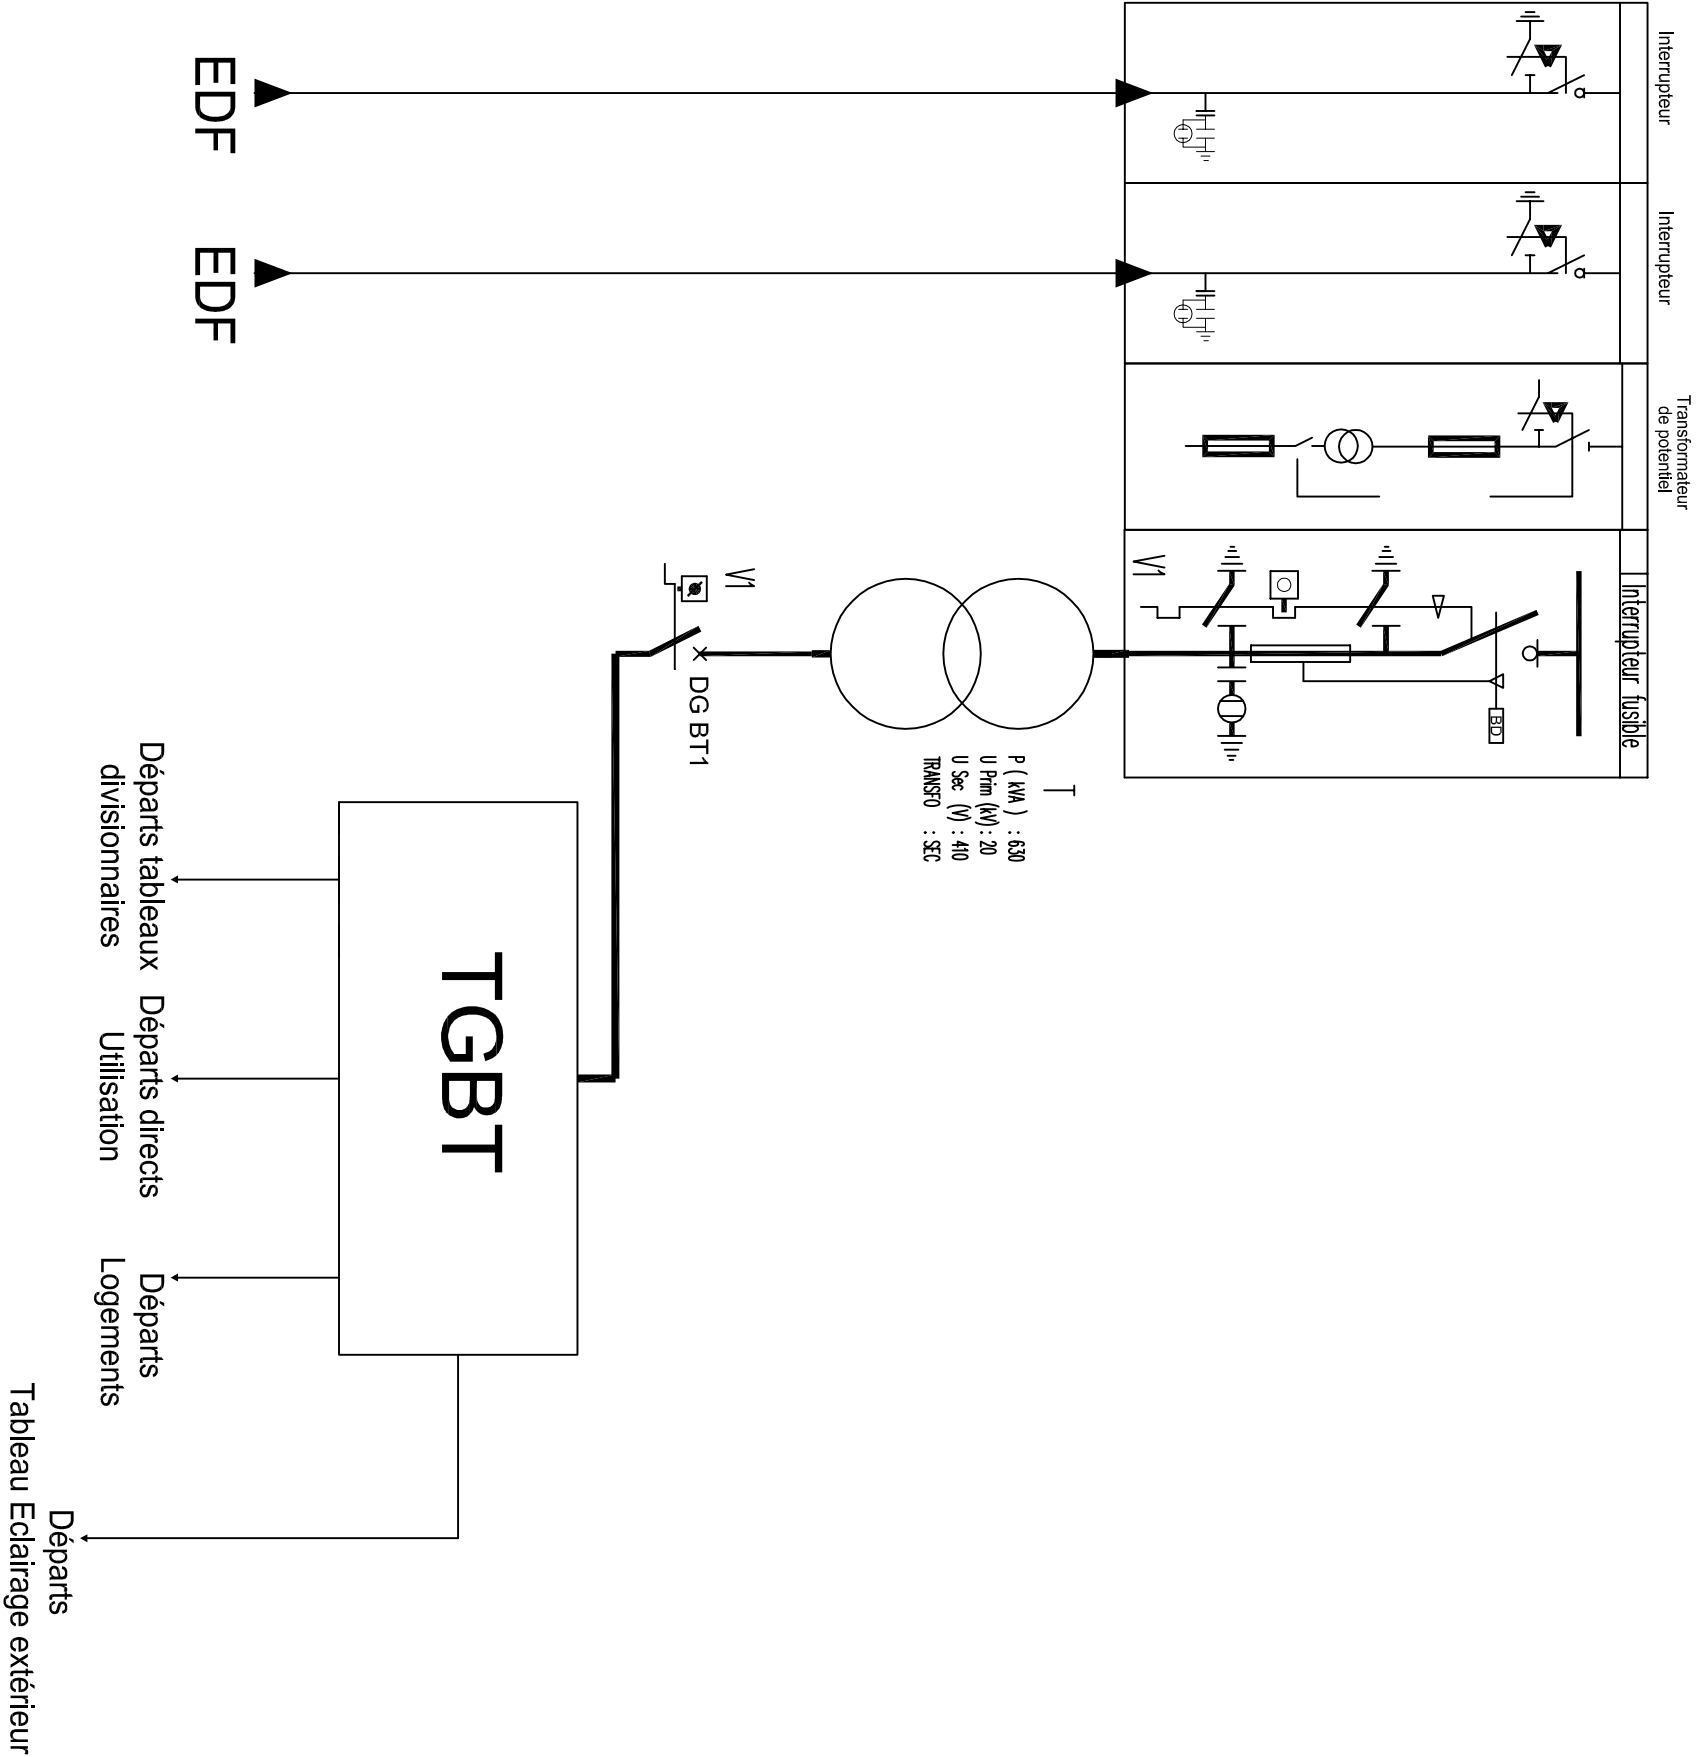 Interrupteur
Interrupteur
Transformateur
de potentiel
Interrupteur fusible
BD
V1
T
P ( kVA ) : 630
U Prim (kV) : 20
U Sec (V) : 410
TRANSFO : SEC
V1
DG BT1
EDF
EDF
TGBT
Départs tableaux
divisionnaires
Départs directs
Utilisation
Départs
Logements
Départs
Tableau Eclairage extérieur